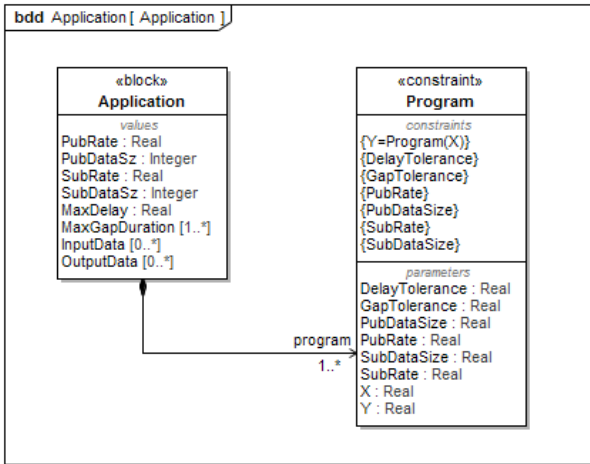 bdd Application [ Application ]
«block»
Application
values
PubRate : Real
PubDataSz : Integer
SubRate : Real
SubDataSz : Integer
MaxDelay : Real
MaxGapDuration [1..*]
InputData [0..*]
OutputData [0..*]
«constraint»
Program
constraints
{Y=Program(X)}
{DelayTolerance}
{GapTolerance}
{PubRate}
{PubDataSize}
{SubRate}
{SubDataSize}
parameters
DelayTolerance : Real
GapTolerance : Real
PubDataSize : Real
PubRate : Real
SubDataSize : Real
SubRate : Real
X : Real
Y : Real
program
1..*